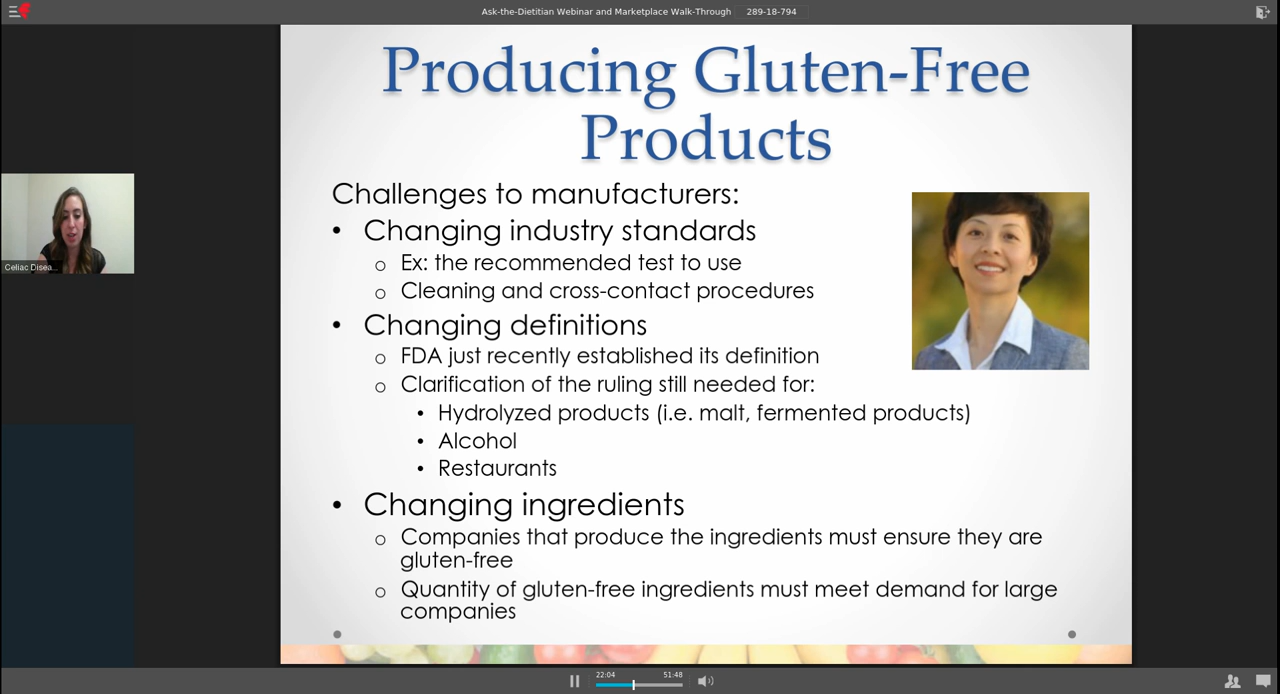 Ask-the-Dietitian Webinar and Marketplace Walk-Through 289-18-794
Producing Gluten-Free
Products
Challenges to manufacturers:
• Changing industry standards
o Ex: the recommended test to use
o Cleaning and cross-contact procedures
• Changing definitions
o FDA just recently established its definition
o Clarification of the ruling still needed for:
• Hydrolyzed products (i.e. malt, fermented products)
• Alcohol
• Restaurants
• Changing ingredients
o Companies that produce the ingredients must ensure they are
gluten-free
o Quantity of gluten-free ingredients must meet demand for large
companies
Celiac Disea...
22:04 51:48